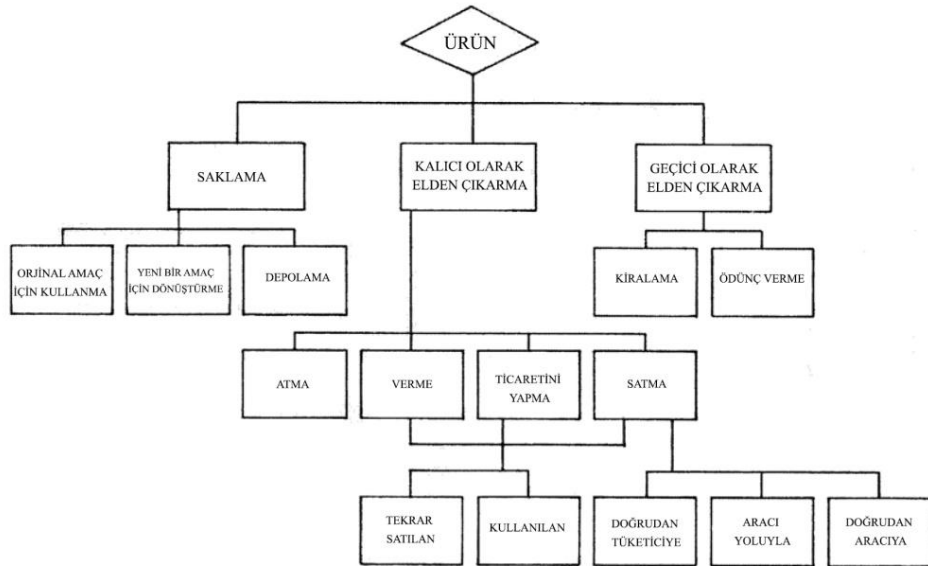 ÜRÜN
SAKLAMA
KALICI OLARAK
ELDEN ÇIKARMA
GEÇİCİ OLARAK
ELDEN ÇIKARMA
ORJİNAL AMAÇ
İÇİN KULLANMA
YENİ BİR AMAÇ
İÇİN DÖNÜŞTÜRME
DEPOLAMA
KİRALAMA
ÖDÜNÇ VERME
ATMA
VERME
TİCARETİNİ
YAPMA
SATMA
TEKRAR
SATILAN
KULLANILAN
DOĞRUDAN
TÜKETİCİYE
ARACI
YOLUYLA
DOĞRUDAN
ARACIYA